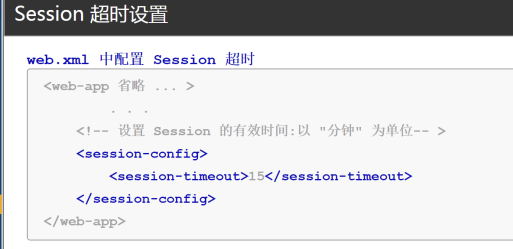 Session 超时设置
web.xml 中配置 Session 超时
<web-app 省略 ... >
. . .
<!-- 设置 Session 的有效时间:以 "分钟" 为单位-- >
<session-config>
<session-timeout>15</session-timeout>
</session-config>
</web-app>